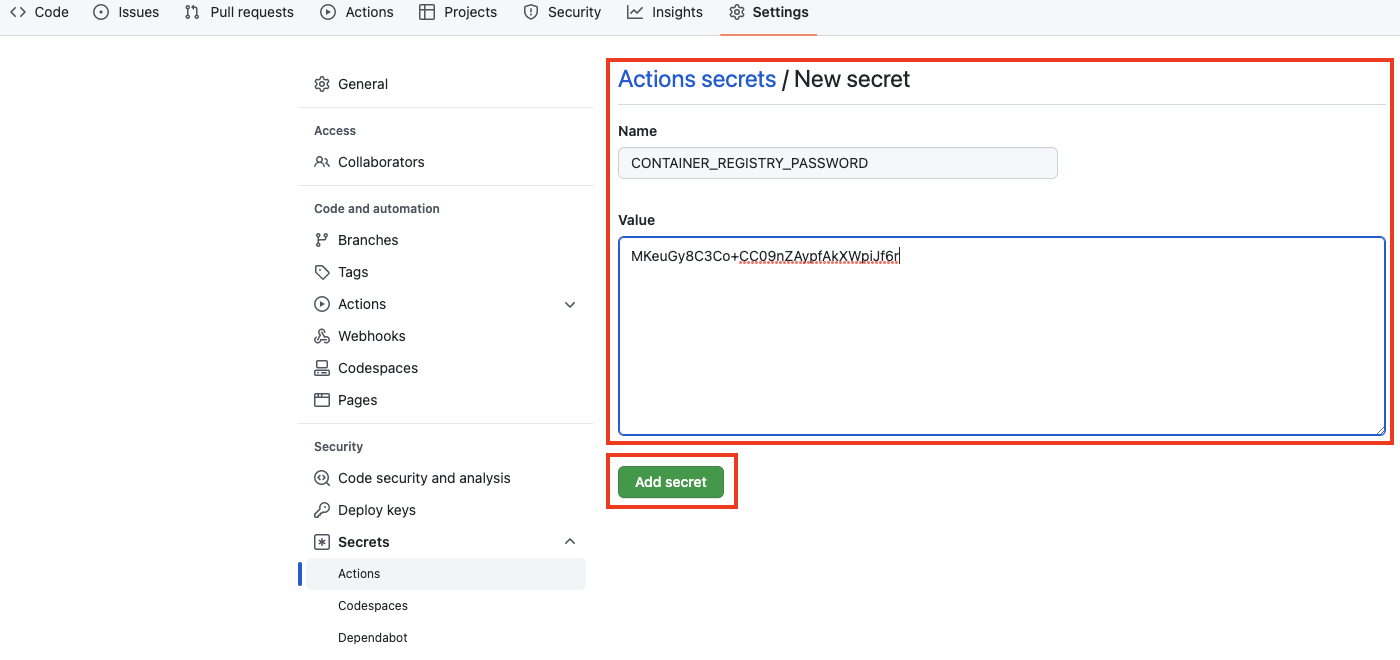 Code Issues Pull requests Actions Projects Security Insights Settings
General
Access
Collaborators
Code and automation
Branches
Tags
Actions
Webhooks
Codespaces
Pages
Security
Code security and analysis
Deploy keys
Secrets
Actions
Codespaces
Dependabot
Actions secrets / New secret
Name
CONTAINER_REGISTRY_PASSWORD
Value
MKeuGy8C3Co+CC09nZAypfAkXWpiJf6r
Add secret